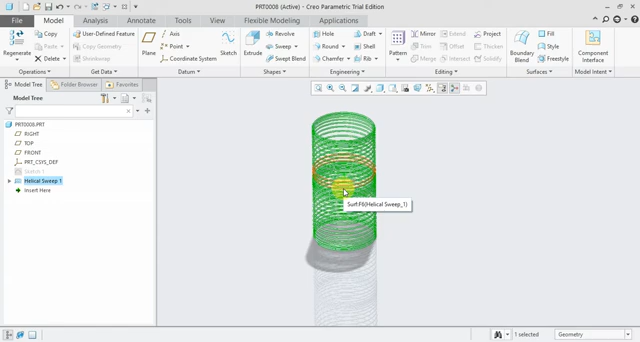 PRT0008 (Active) - Creo Parametric Trial Edition
File Model Analysis Annotate Tools View Flexible Modeling Applications
Regenerate Copy Paste Delete User-Defined Feature Copy Geometry Shrinkwrap Plane Axis Point Coordinate System Sketch Extrude Revolve Sweep Swept Blend Hole Round Chamfer Draft Shell Rib Pattern Mirror Trim Merge Extend Offset Intersect Project Thicken Solidify Boundary Blend Fill Style Freestyle Component Interface
Operations Get Data Datum Shapes Engineering Editing Surfaces Model Intent
Model Tree Folder Browser Favorites
Model Tree
PRT0008.PRT
RIGHT
TOP
FRONT
PRT_CSYS_DEF
Sketch 1
Helical Sweep 1
Insert Here
Surf:F6(Helical Sweep_1)
1 selected Geometry